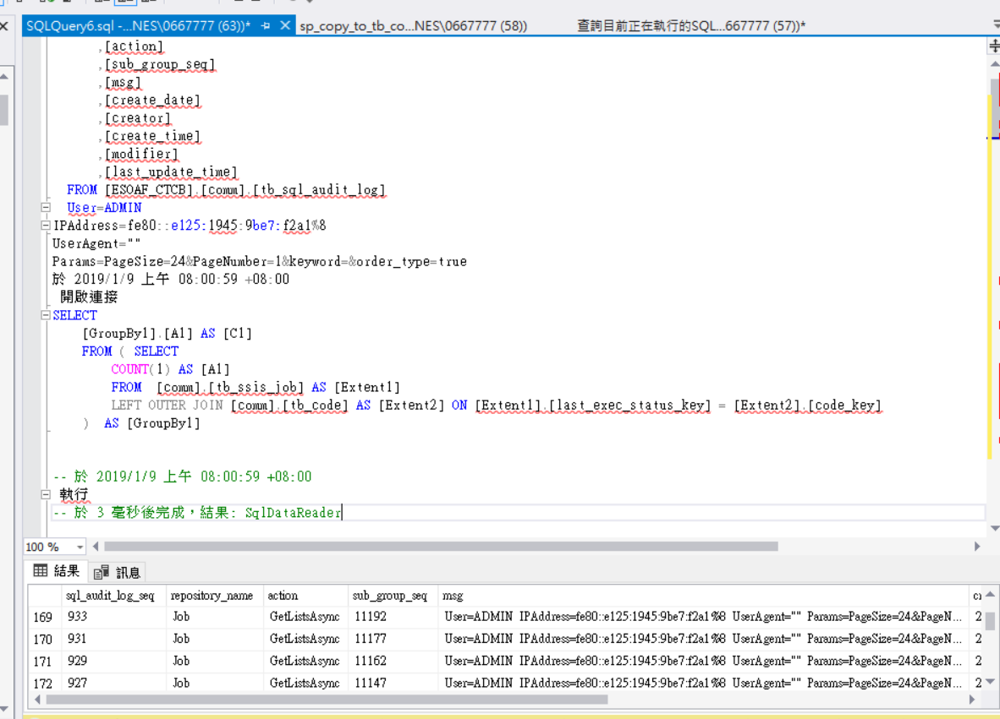 SQLQuery6.sql -...NES\0667777 (63))* sp_copy_to_tb_co...NES\0667777 (58)) 查詢目前正在執行的SQL...667777 (57))*
,[action]
,[sub_group_seq]
,[msg]
,[create_date]
,[creator]
,[create_time]
,[modifier]
,[last_update_time]
FROM [ESOAF_CTCB].[comm].[tb_sql_audit_log]
User=ADMIN
IPAddress=fe80::e125:1945:9be7:f2a1%8
UserAgent=""
Params=PageSize=24&PageNumber=1&keyword=&order_type=true
於 2019/1/9 上午 08:00:59 +08:00
開啟連接
SELECT
[GroupBy1].[A1] AS [C1]
FROM ( SELECT
COUNT(1) AS [A1]
FROM [comm].[tb_ssis_job] AS [Extent1]
LEFT OUTER JOIN [comm].[tb_code] AS [Extent2] ON [Extent1].[last_exec_status_key] = [Extent2].[code_key]
) AS [GroupBy1]
-- 於 2019/1/9 上午 08:00:59 +08:00
執行
-- 於 3 毫秒後完成，結果: SqlDataReader
100 %
結果 訊息
sql_audit_log_seq repository_name action sub_group_seq msg
169 933 Job GetListsAsync 11192 User=ADMIN IPAddress=fe80::e125:1945:9be7:f2a1%8 UserAgent="" Params=PageSize=24&PageN... 2
170 931 Job GetListsAsync 11177 User=ADMIN IPAddress=fe80::e125:1945:9be7:f2a1%8 UserAgent="" Params=PageSize=24&PageN... 2
171 929 Job GetListsAsync 11162 User=ADMIN IPAddress=fe80::e125:1945:9be7:f2a1%8 UserAgent="" Params=PageSize=24&PageN... 2
172 927 Job GetListsAsync 11147 User=ADMIN IPAddress=fe80::e125:1945:9be7:f2a1%8 UserAgent="" Params=PageSize=24&PageN... 2